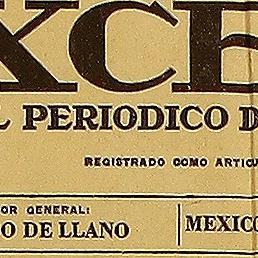 XCE
L PERIODICO D
REGISTRADO COMO ARTICU
OR GENERAL:
O DE LLANO
MEXICO